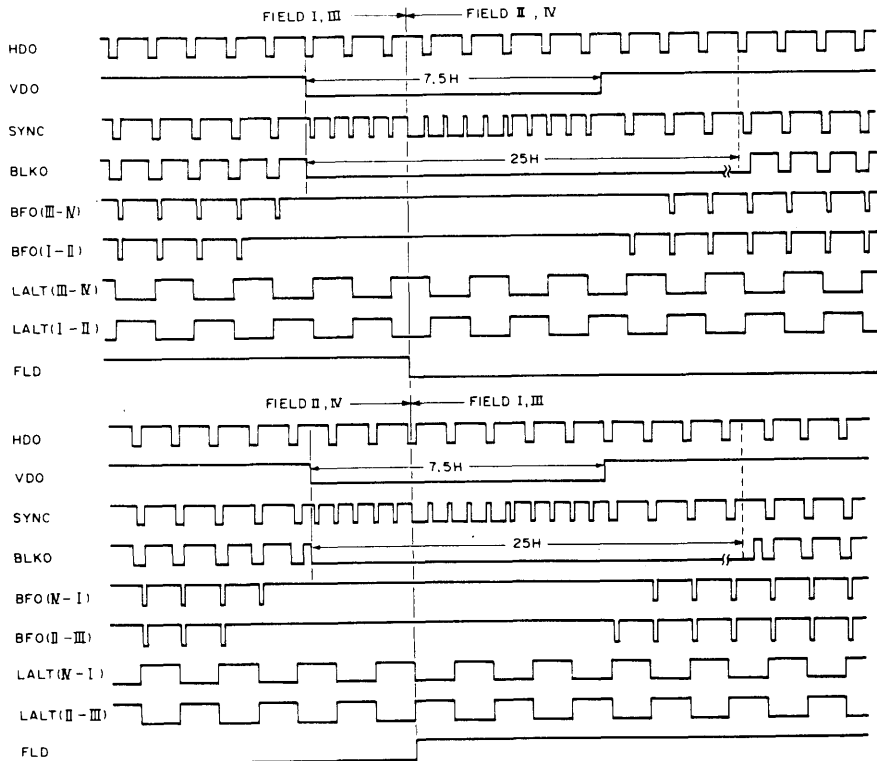 FIELD I, III FIELD II, IV
HDO
VDO 7.5H
SYNC
BLKO 25H
BFO(III-IV)
BFO(I-II)
LALT(III-IV)
LALT(I-II)
FLD
FIELD II, IV FIELD I, III
HDO
VDO 7.5H
SYNC
BLKO 25H
BFO(IV-I)
BFO(II-III)
LALT(IV-I)
LALT(II-III)
FLD